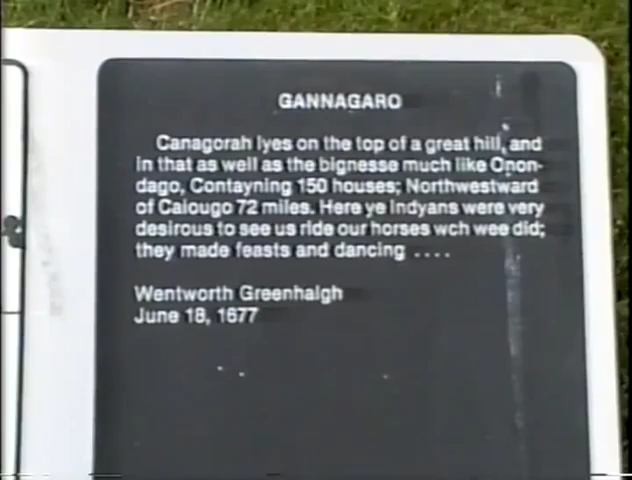 GANNAGARO
Canagorah lyes on the top of a great hill, and
in that as well as the bignesse much like Onon-
dago, Contayning 150 houses; Northwestward
of Caiougo 72 miles. Here ye Indyans were very
desirous to see us ride our horses wch wee did;
they made feasts and dancing ....
Wentworth Greenhalgh
June 18, 1677